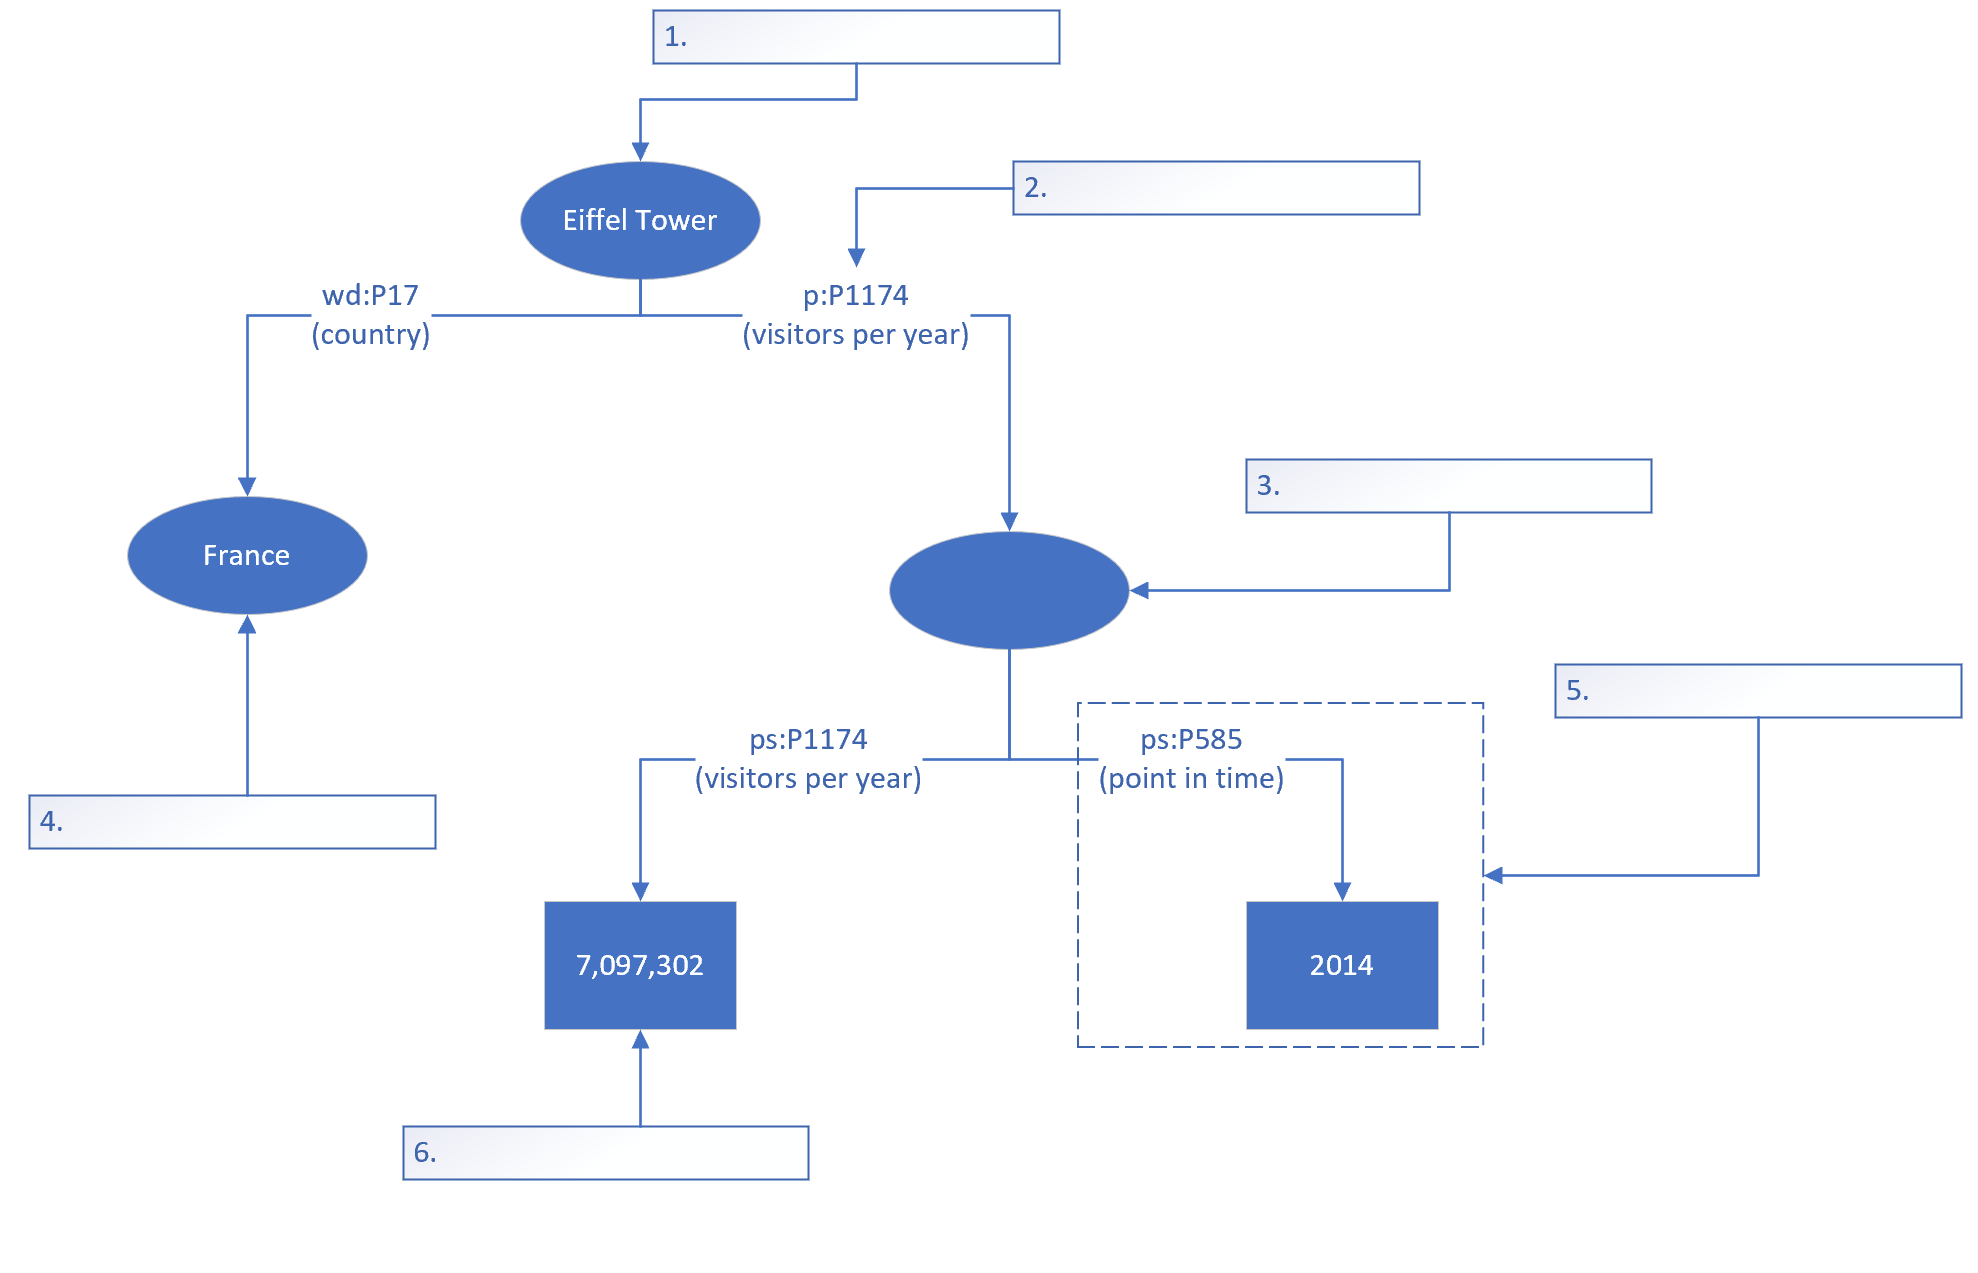 1.
2.
Eiffel Tower
wd:P17
(country)
p:P1174
(visitors per year)
3.
France
5.
ps:P1174
(visitors per year)
ps:P585
(point in time)
4.
7,097,302
2014
6.